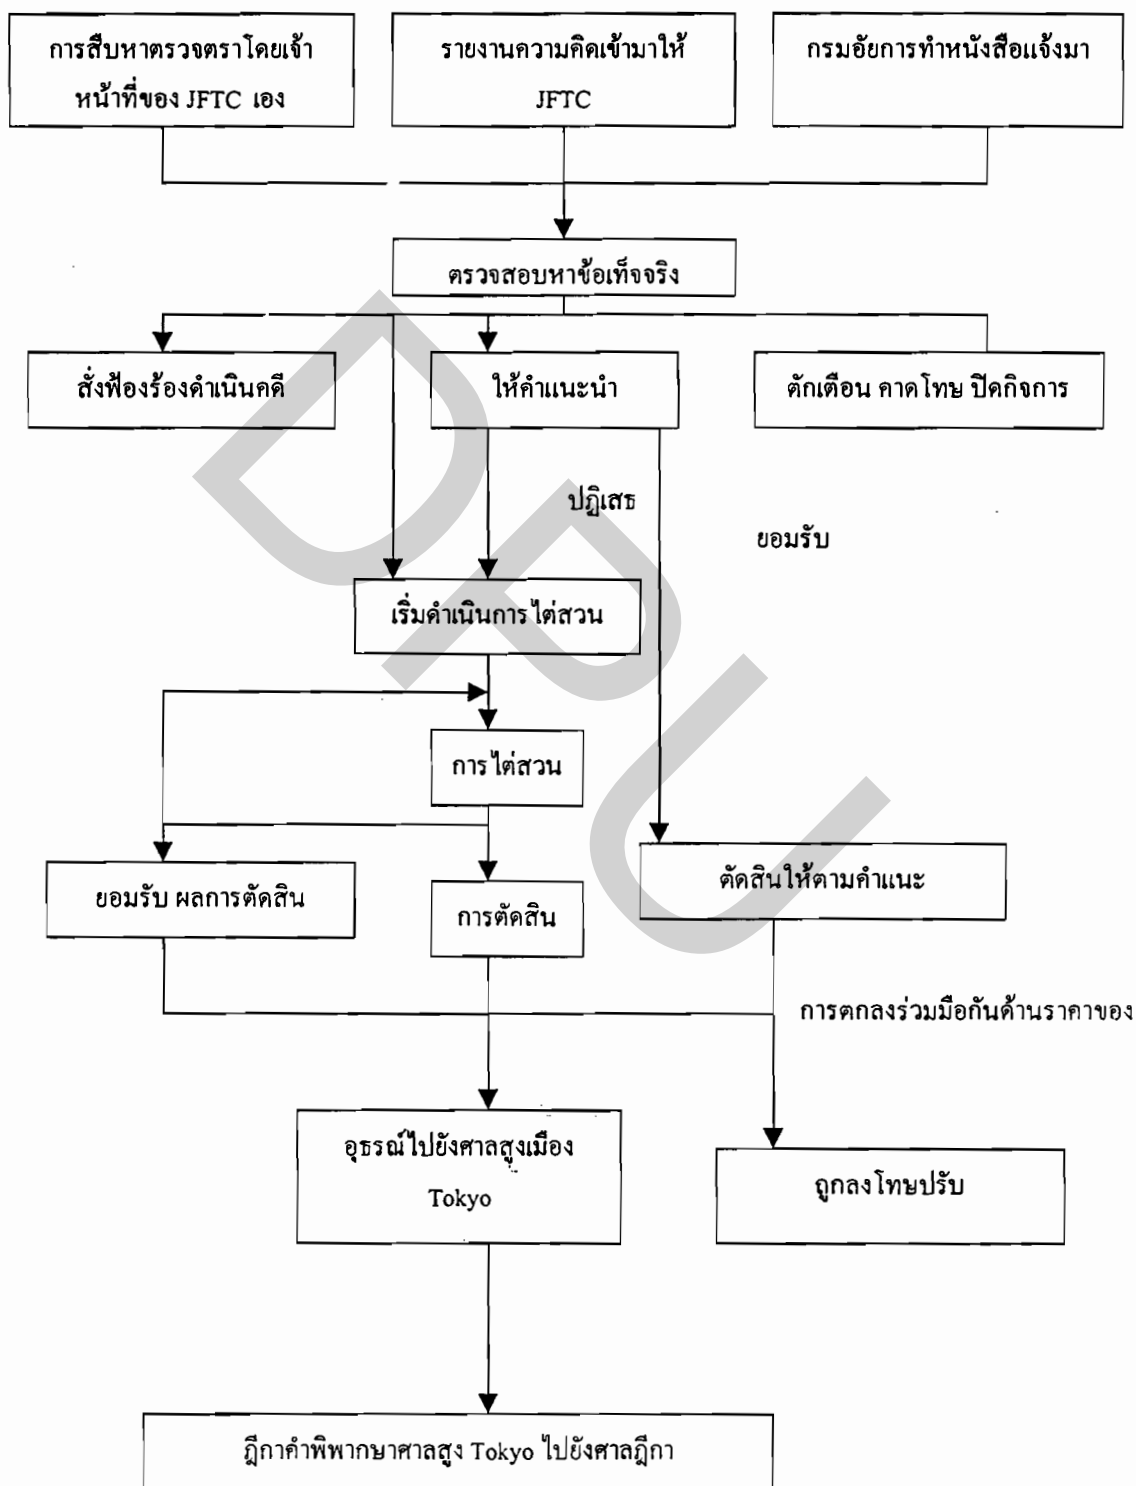 การสืบหาตรวจตราโดยเจ้า
หน้าที่ของ JFTC เอง
รายงานความคิดเข้ามาให้
JFTC
กรมอัยการทำหนังสือแจ้งมา
ตรวจสอบหาข้อเท็จจริง
สั่งฟ้องร้องดำเนินคดี
ให้คำแนะนำ
ตักเตือน คาดโทษ ปิดกิจการ
ปฏิเสธ
ยอมรับ
เริ่มดำเนินการไต่สวน
การไต่สวน
ยอมรับ ผลการตัดสิน
การตัดสิน
ตัดสินให้ตามคำแนะ
การตกลงร่วมมือกันด้านราคาของ
อุธรณ์ไปยังศาลสูงเมือง
Tokyo
ถูกลงโทษปรับ
ฎีกาคำพิพากษาศาลสูง Tokyo ไปยังศาลฎีกา
DPU